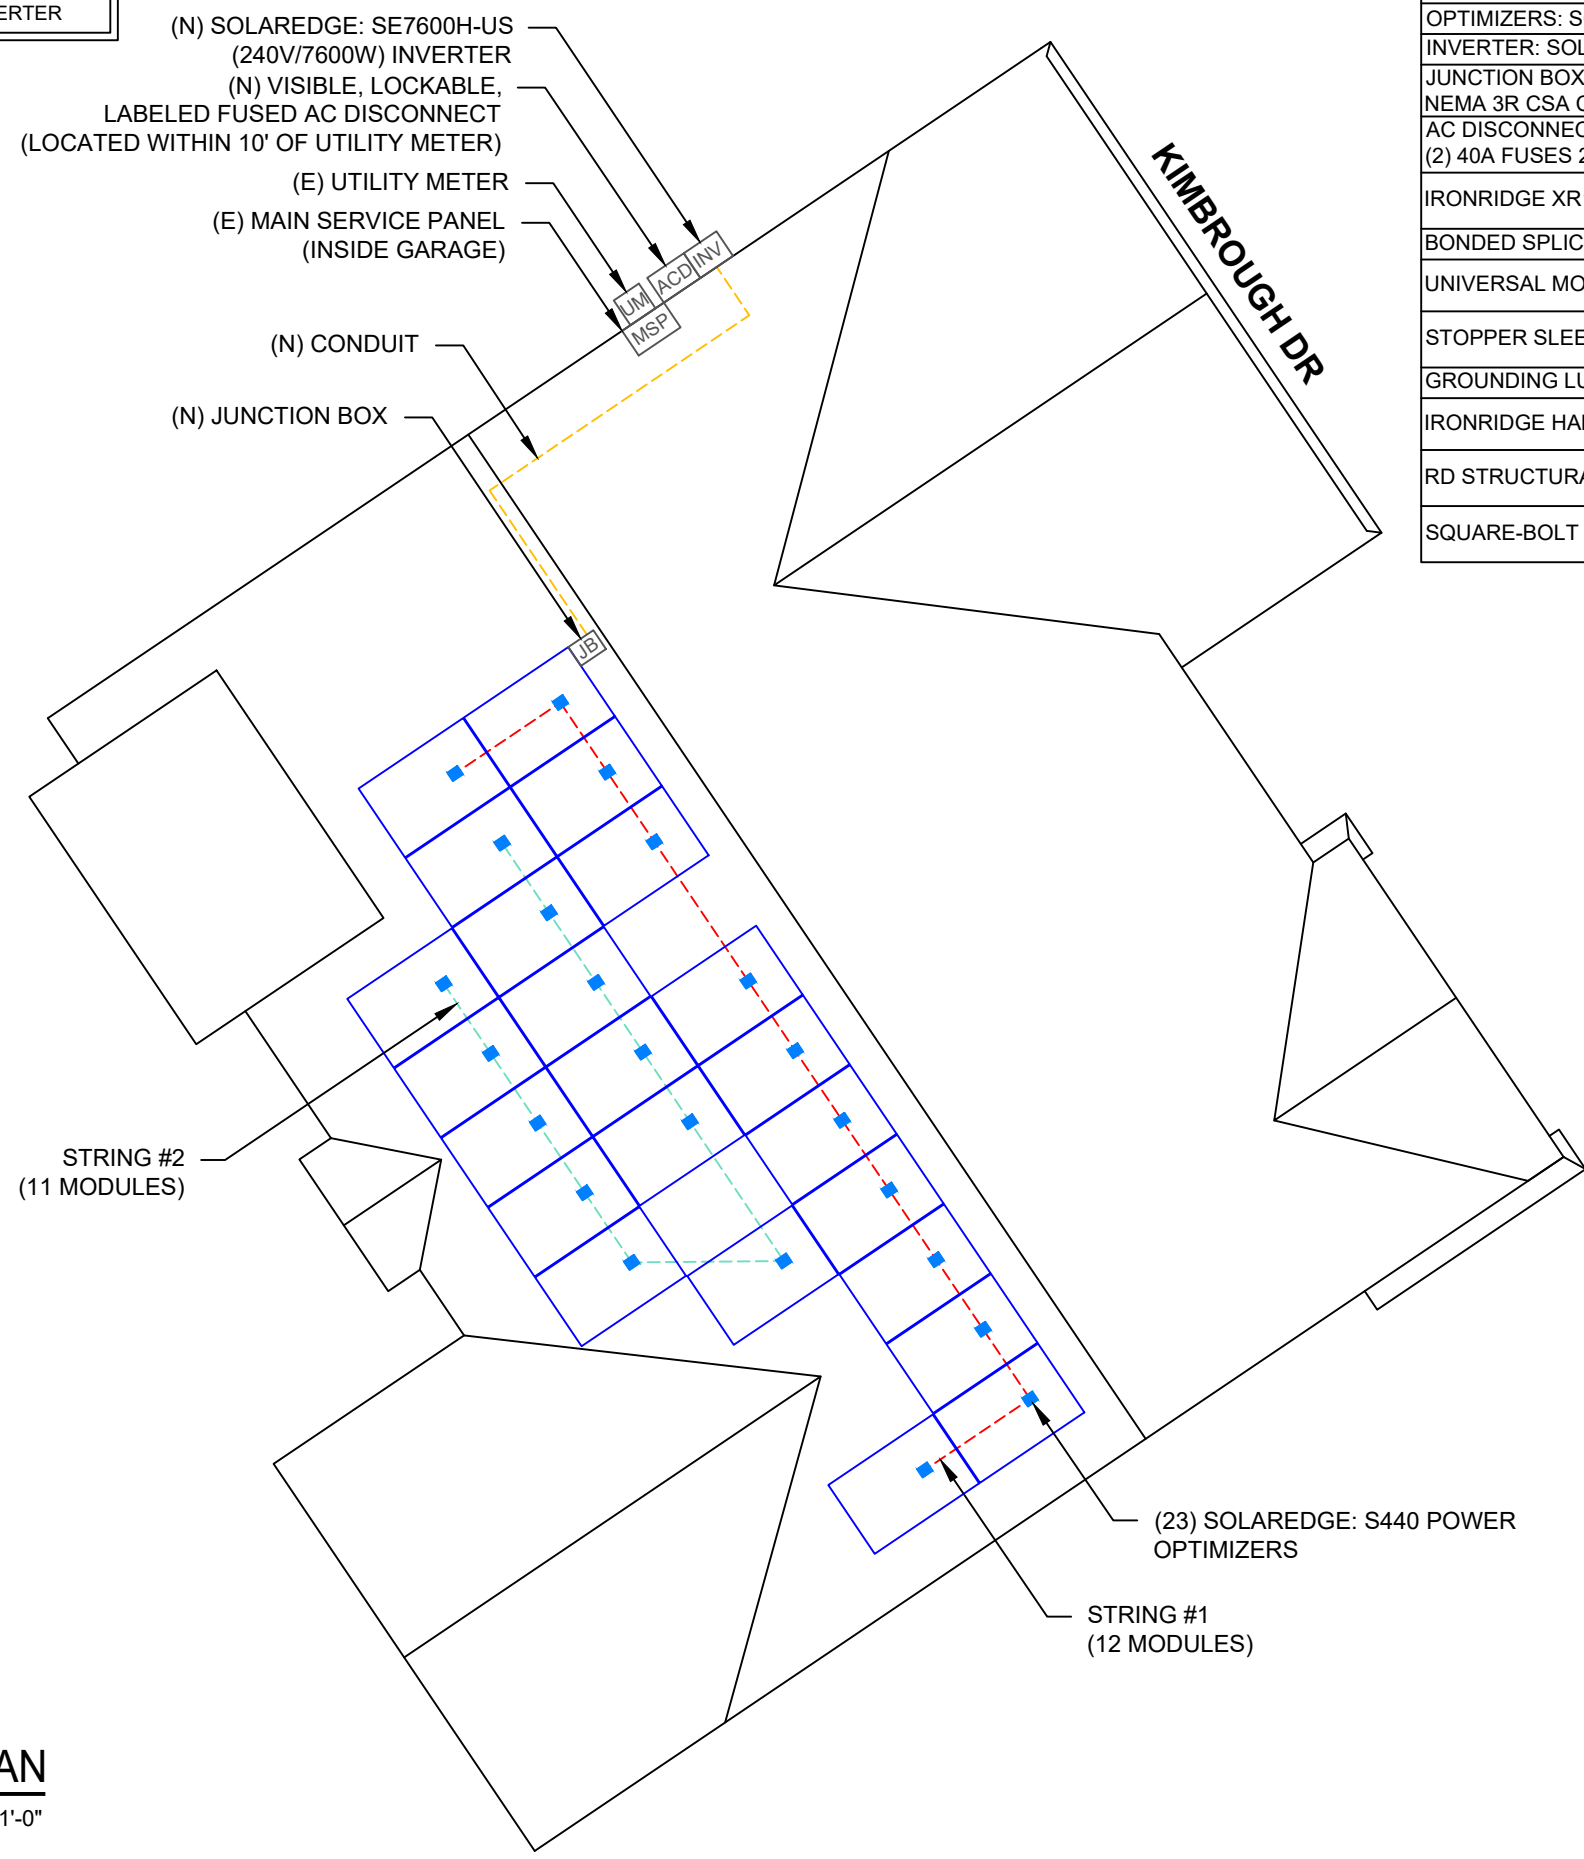 ERTER
(N) SOLAREDGE: SE7600H-US
(240V/7600W) INVERTER
(N) VISIBLE, LOCKABLE,
LABELED FUSED AC DISCONNECT
(LOCATED WITHIN 10' OF UTILITY METER)
(E) UTILITY METER
(E) MAIN SERVICE PANEL
(INSIDE GARAGE)
(N) CONDUIT
(N) JUNCTION BOX
UM
ACD
INV
MSP
JB
KIMBROUGH DR
OPTIMIZERS: S
INVERTER: SOL
JUNCTION BOX
NEMA 3R CSA C
AC DISCONNEC
(2) 40A FUSES 2
IRONRIDGE XR
BONDED SPLIC
UNIVERSAL MO
STOPPER SLEE
GROUNDING LU
IRONRIDGE HA
RD STRUCTURA
SQUARE-BOLT
STRING #2
(11 MODULES)
(23) SOLAREDGE: S440 POWER
OPTIMIZERS
STRING #1
(12 MODULES)
AN
1'-0"